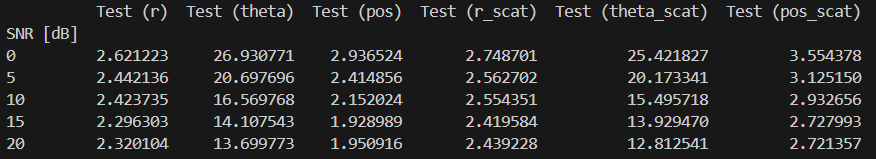 Test (r) Test (theta) Test (pos) Test (r_scat) Test (theta_scat) Test (pos_scat)
SNR [dB]
0 2.621223 26.930771 2.936524 2.748701 25.421827 3.554378
5 2.442136 20.697696 2.414856 2.562702 20.173341 3.125150
10 2.423735 16.569768 2.152024 2.554351 15.495718 2.932656
15 2.296303 14.107543 1.928989 2.419584 13.929470 2.727993
20 2.320104 13.699773 1.950916 2.439228 12.812541 2.721357